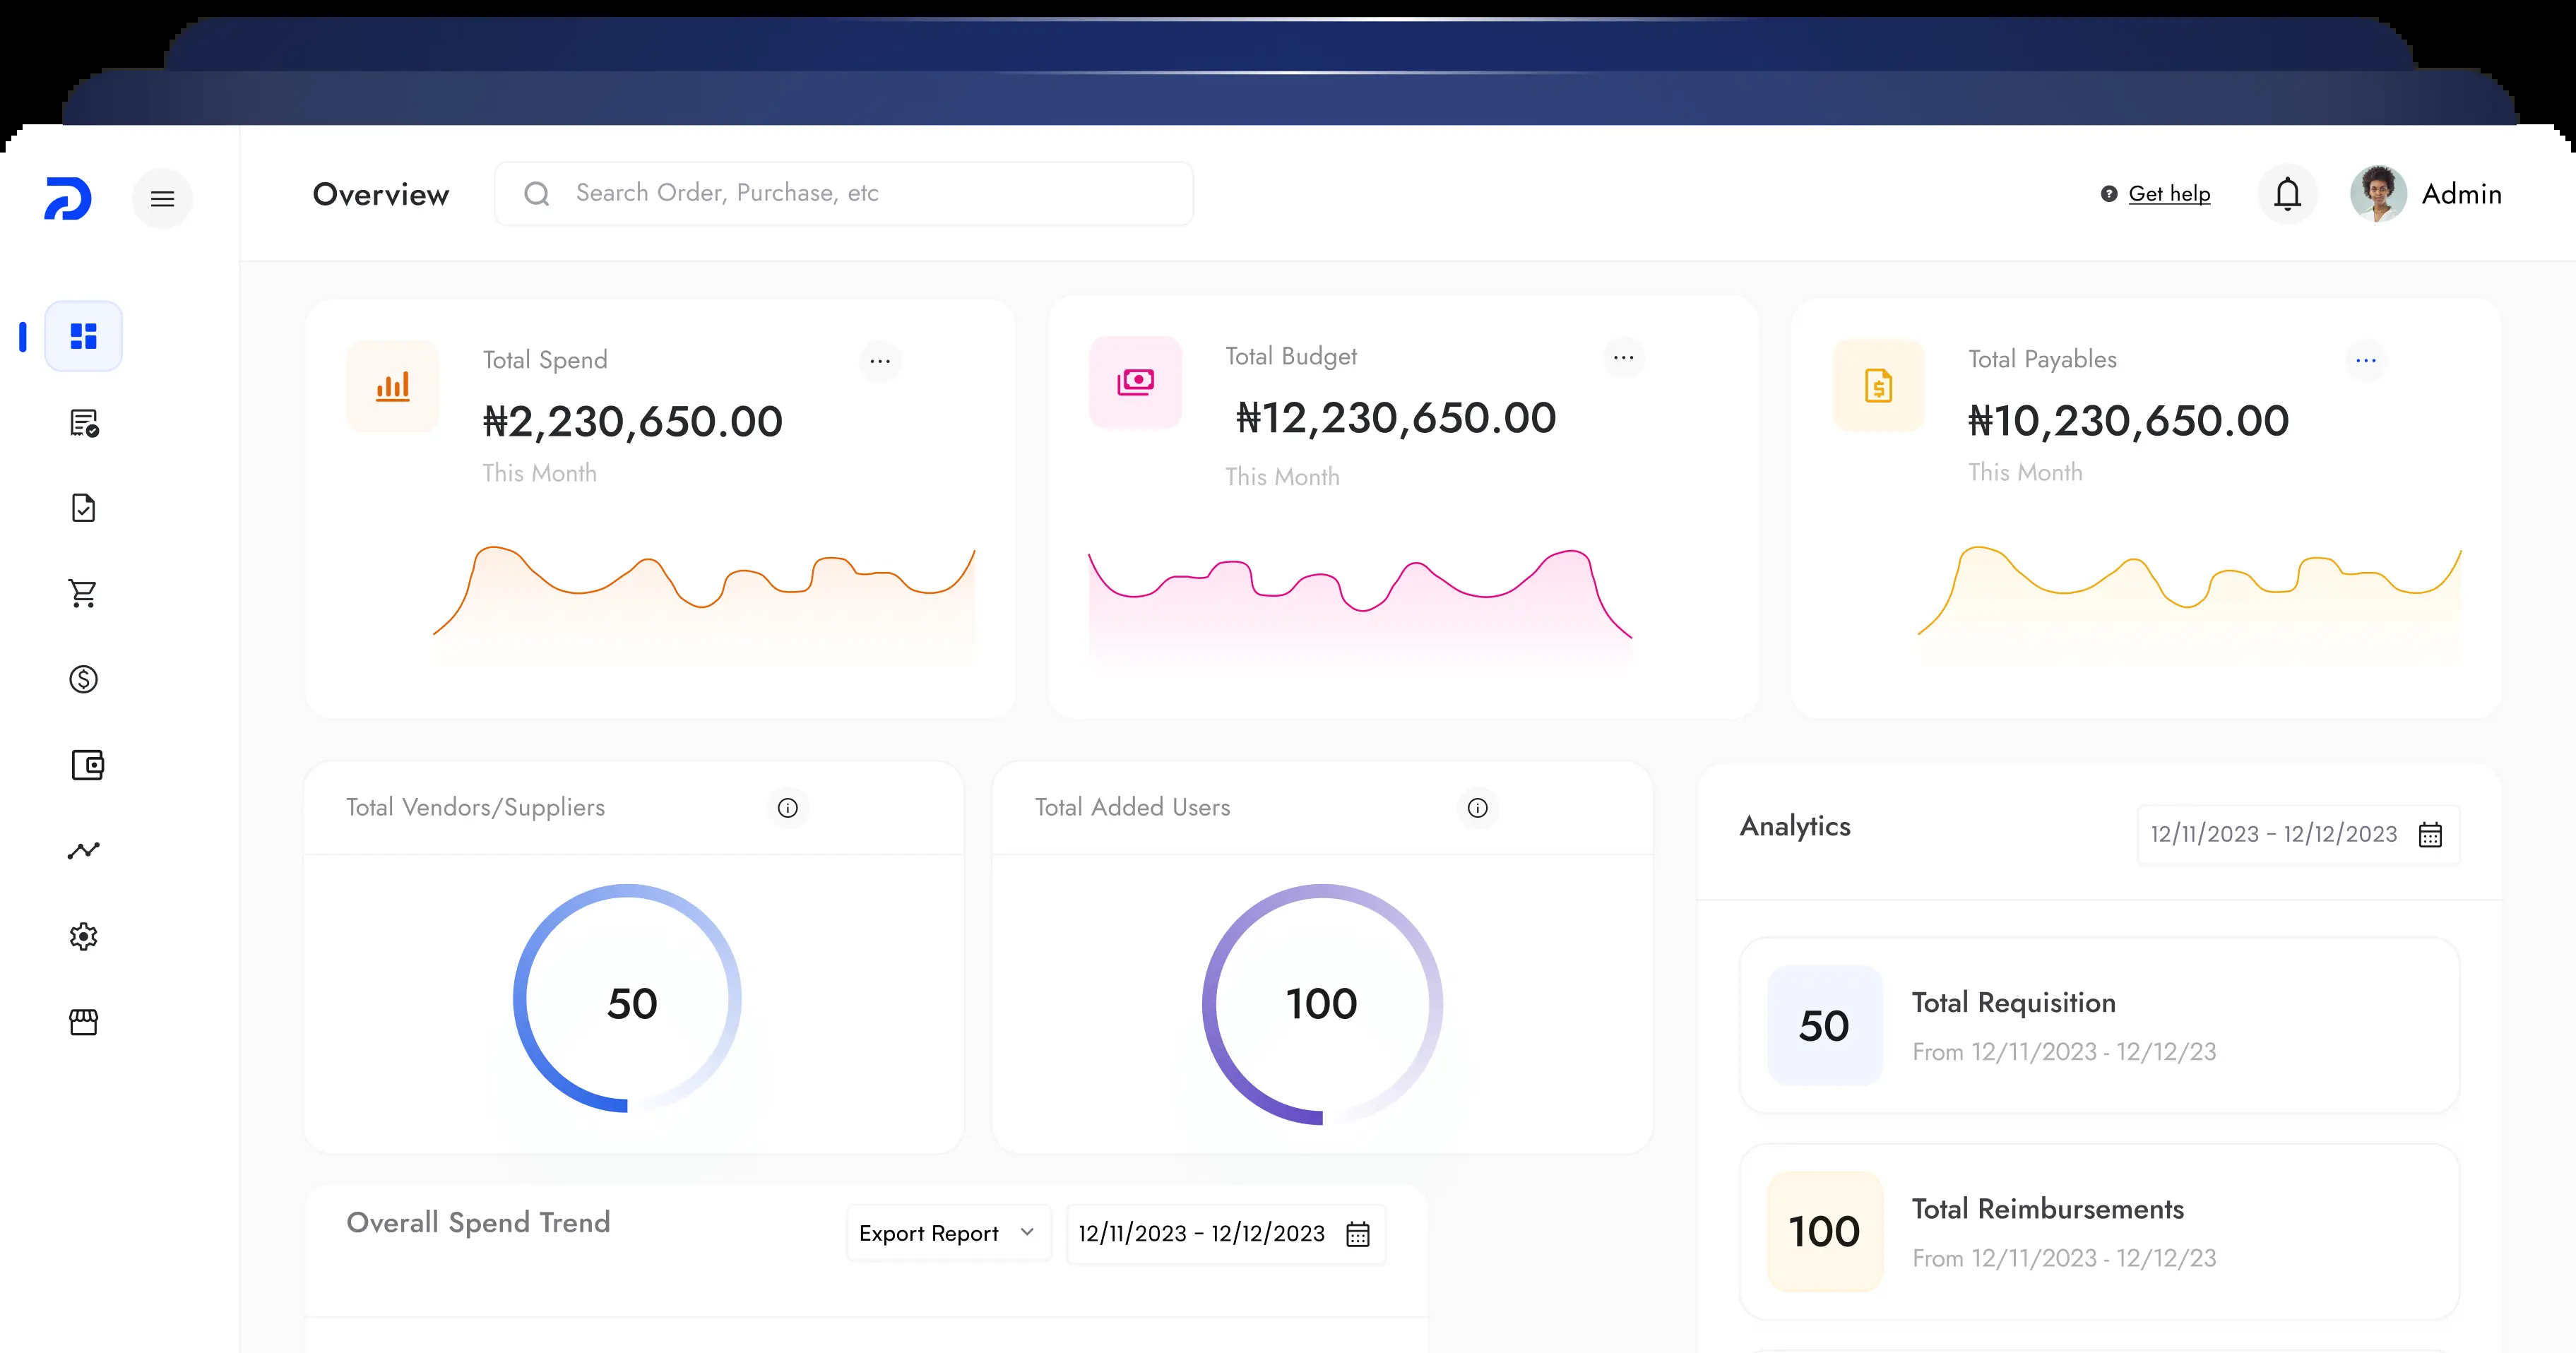 Overview
Search Order, Purchase, etc
Get help
Admin
Total Spend
₦2,230,650.00
This Month
Total Budget
₦12,230,650.00
This Month
Total Payables
₦10,230,650.00
This Month
Total Vendors/Suppliers
50
Total Added Users
100
Analytics
12/11/2023 - 12/12/2023
50
Total Requisition
From 12/11/2023 - 12/12/23
100
Total Reimbursements
From 12/11/2023 - 12/12/23
Overall Spend Trend
Export Report
12/11/2023 - 12/12/2023